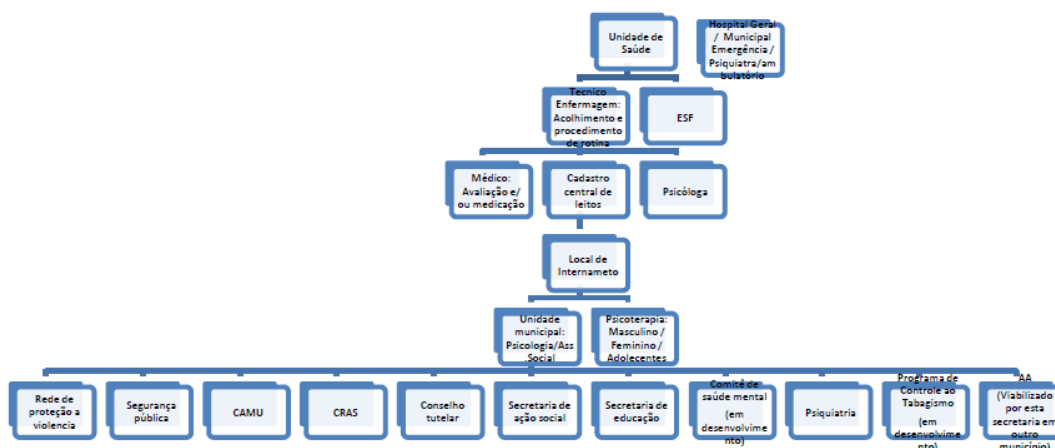 Unidade de
Saúde
Hospital Geral
/ Municipal
Emergência /
Psiquiatra/am
bulatório
Tecnico
Enfermagem:
Acolhimento e
procedimento
de rotina
ESF
Médico:
Avaliação e/
ou medicação
Cadastro
central de
leitos
Psicóloga
Local de
Internameto
Unidade
municipal:
Psicologia/Ass
.Social
Psicoterapia:
Masculino /
Feminino /
Adolecentes
Rede de
proteção a
violencia
Segurança
pública
CAMU
CRAS
Conselho
tutelar
Secretaria de
ação social
Secretaria de
educação
Comitê de
saúde mental
(em
desenvolvime
nto)
Psiquiatria
Programa de
Controle ao
Tabagismo
(em
desenvolvime
nto)
AA
(Viabilizado
por esta
secretaria em
outro
município)